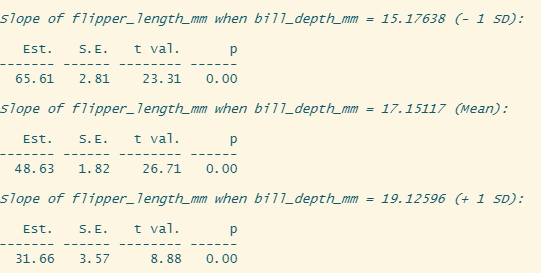 Slope of flipper_length_mm when bill_depth_mm = 15.17638 (- 1 SD):
Est. S.E. t val. p
------- ------ -------- ------
65.61 2.81 23.31 0.00
Slope of flipper_length_mm when bill_depth_mm = 17.15117 (Mean):
Est. S.E. t val. p
------- ------ -------- ------
48.63 1.82 26.71 0.00
Slope of flipper_length_mm when bill_depth_mm = 19.12596 (+ 1 SD):
Est. S.E. t val. p
------- ------ -------- ------
31.66 3.57 8.88 0.00